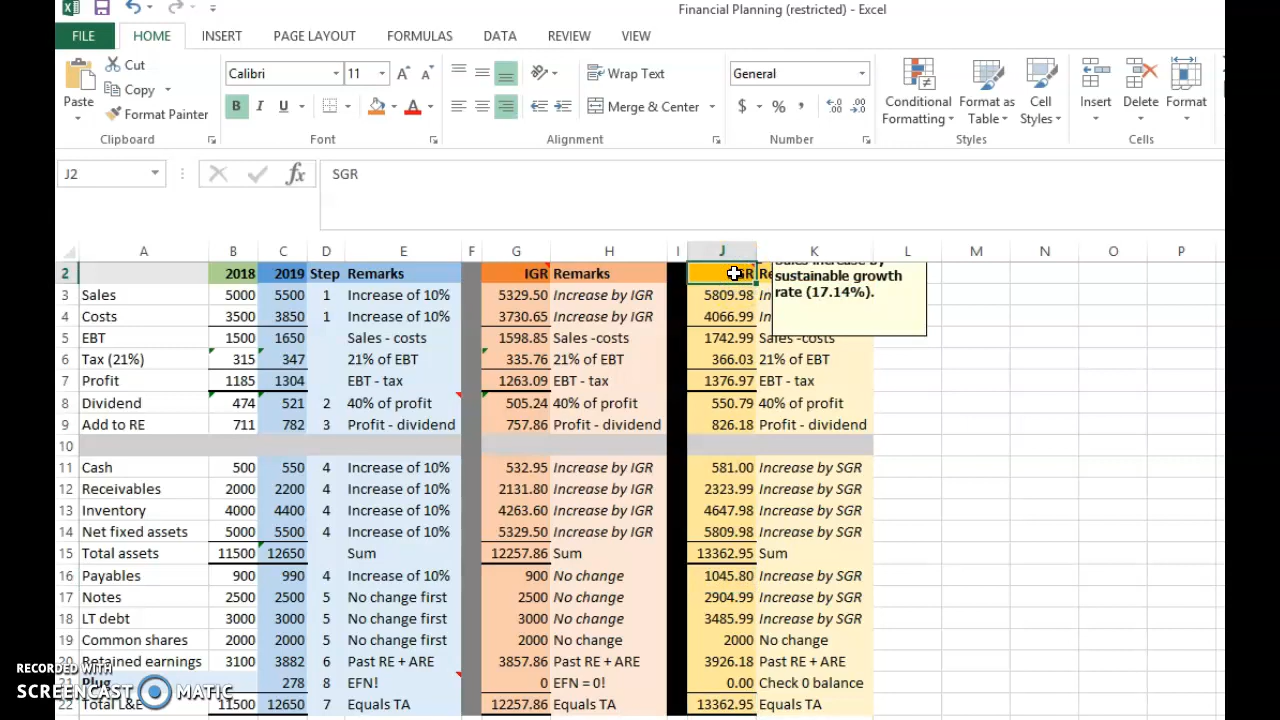 Financial Planning (restricted) - Excel
FILE HOME INSERT PAGE LAYOUT FORMULAS DATA REVIEW VIEW
Cut
Copy
Format Painter
Paste
Clipboard
Calibri 11
B I U A
Font
Wrap Text
Merge & Center
Alignment
General
$ % ,
Number
Conditional Formatting
Format as Table
Cell Styles
Styles
Insert Delete Format
Cells
J2 fx SGR
A B C D E F G H I J K L M N O P
2 2018 2019 Step Remarks IGR Remarks
Sales increase by
sustainable growth
rate (17.14%).
3 Sales 5000 5500 1 Increase of 10% 5329.50 Increase by IGR 5809.98
4 Costs 3500 3850 1 Increase of 10% 3730.65 Increase by IGR 4066.99
5 EBT 1500 1650 Sales - costs 1598.85 Sales -costs 1742.99 Sales -costs
6 Tax (21%) 315 347 21% of EBT 335.76 21% of EBT 366.03 21% of EBT
7 Profit 1185 1304 EBT - tax 1263.09 EBT - tax 1376.97 EBT - tax
8 Dividend 474 521 2 40% of profit 505.24 40% of profit 550.79 40% of profit
9 Add to RE 711 782 3 Profit - dividend 757.86 Profit - dividend 826.18 Profit - dividend
10
11 Cash 500 550 4 Increase of 10% 532.95 Increase by IGR 581.00 Increase by SGR
12 Receivables 2000 2200 4 Increase of 10% 2131.80 Increase by IGR 2323.99 Increase by SGR
13 Inventory 4000 4400 4 Increase of 10% 4263.60 Increase by IGR 4647.98 Increase by SGR
14 Net fixed assets 5000 5500 4 Increase of 10% 5329.50 Increase by IGR 5809.98 Increase by SGR
15 Total assets 11500 12650 Sum 12257.86 Sum 13362.95 Sum
16 Payables 900 990 4 Increase of 10% 900 No change 1045.80 Increase by SGR
17 Notes 2500 2500 5 No change first 2500 No change 2904.99 Increase by SGR
18 LT debt 3000 3000 5 No change first 3000 No change 3485.99 Increase by SGR
19 Common shares 2000 2000 5 No change first 2000 No change 2000 No change
20 Retained earnings 3100 3882 6 Past RE + ARE 3857.86 Past RE + ARE 3926.18 Past RE + ARE
21 Plug 278 8 EFN! 0 EFN = 0! 0.00 Check 0 balance
22 Total L&E 11500 12650 7 Equals TA 12257.86 Equals TA 13362.95 Equals TA
RECORDED WITH
SCREENCAST MATIC